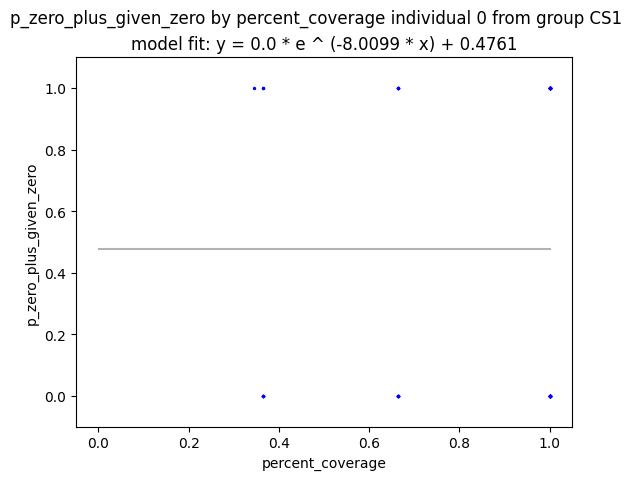 p_zero_plus_given_zero by percent_coverage individual 0 from group CS1
model fit: y = 0.0 * e ^ (-8.0099 * x) + 0.4761
1.0
0.8
0.6
0.4
0.2
0.0
p_zero_plus_given_zero
0.0 0.2 0.4 0.6 0.8 1.0
percent_coverage